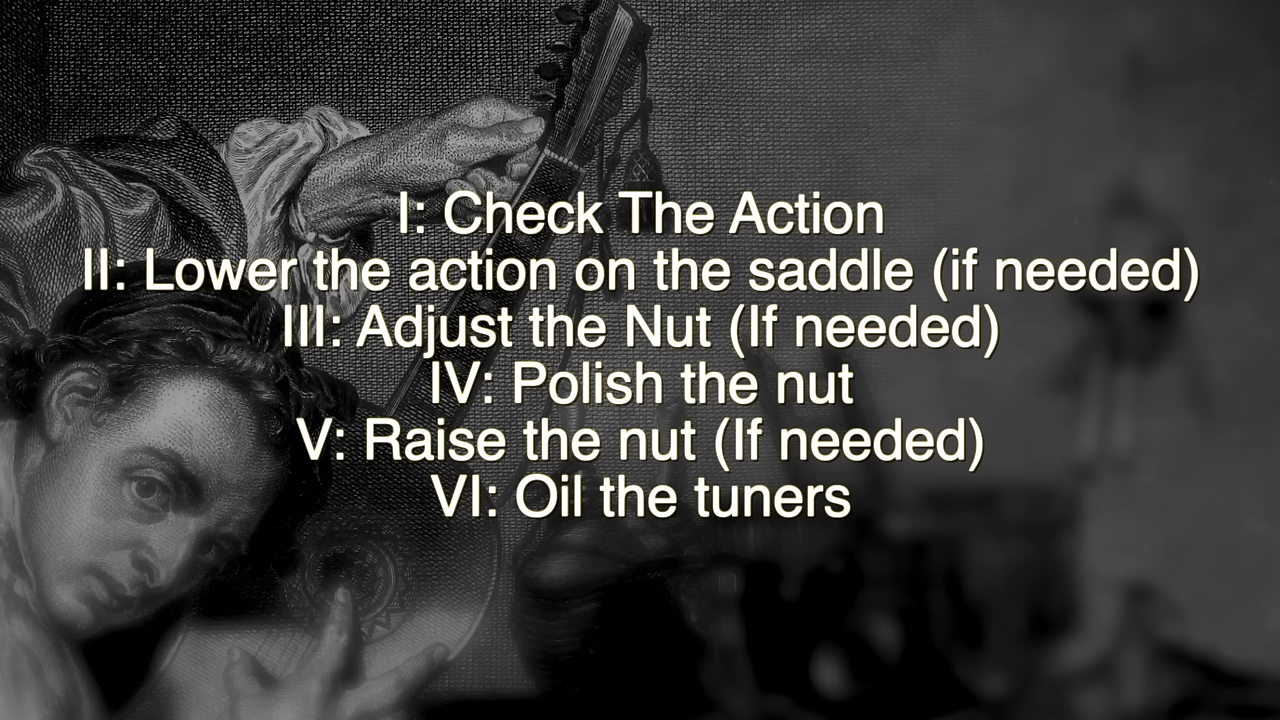 I: Check The Action
II: Lower the action on the saddle (if needed)
III: Adjust the Nut (If needed)
IV: Polish the nut
V: Raise the nut (If needed)
VI: Oil the tuners